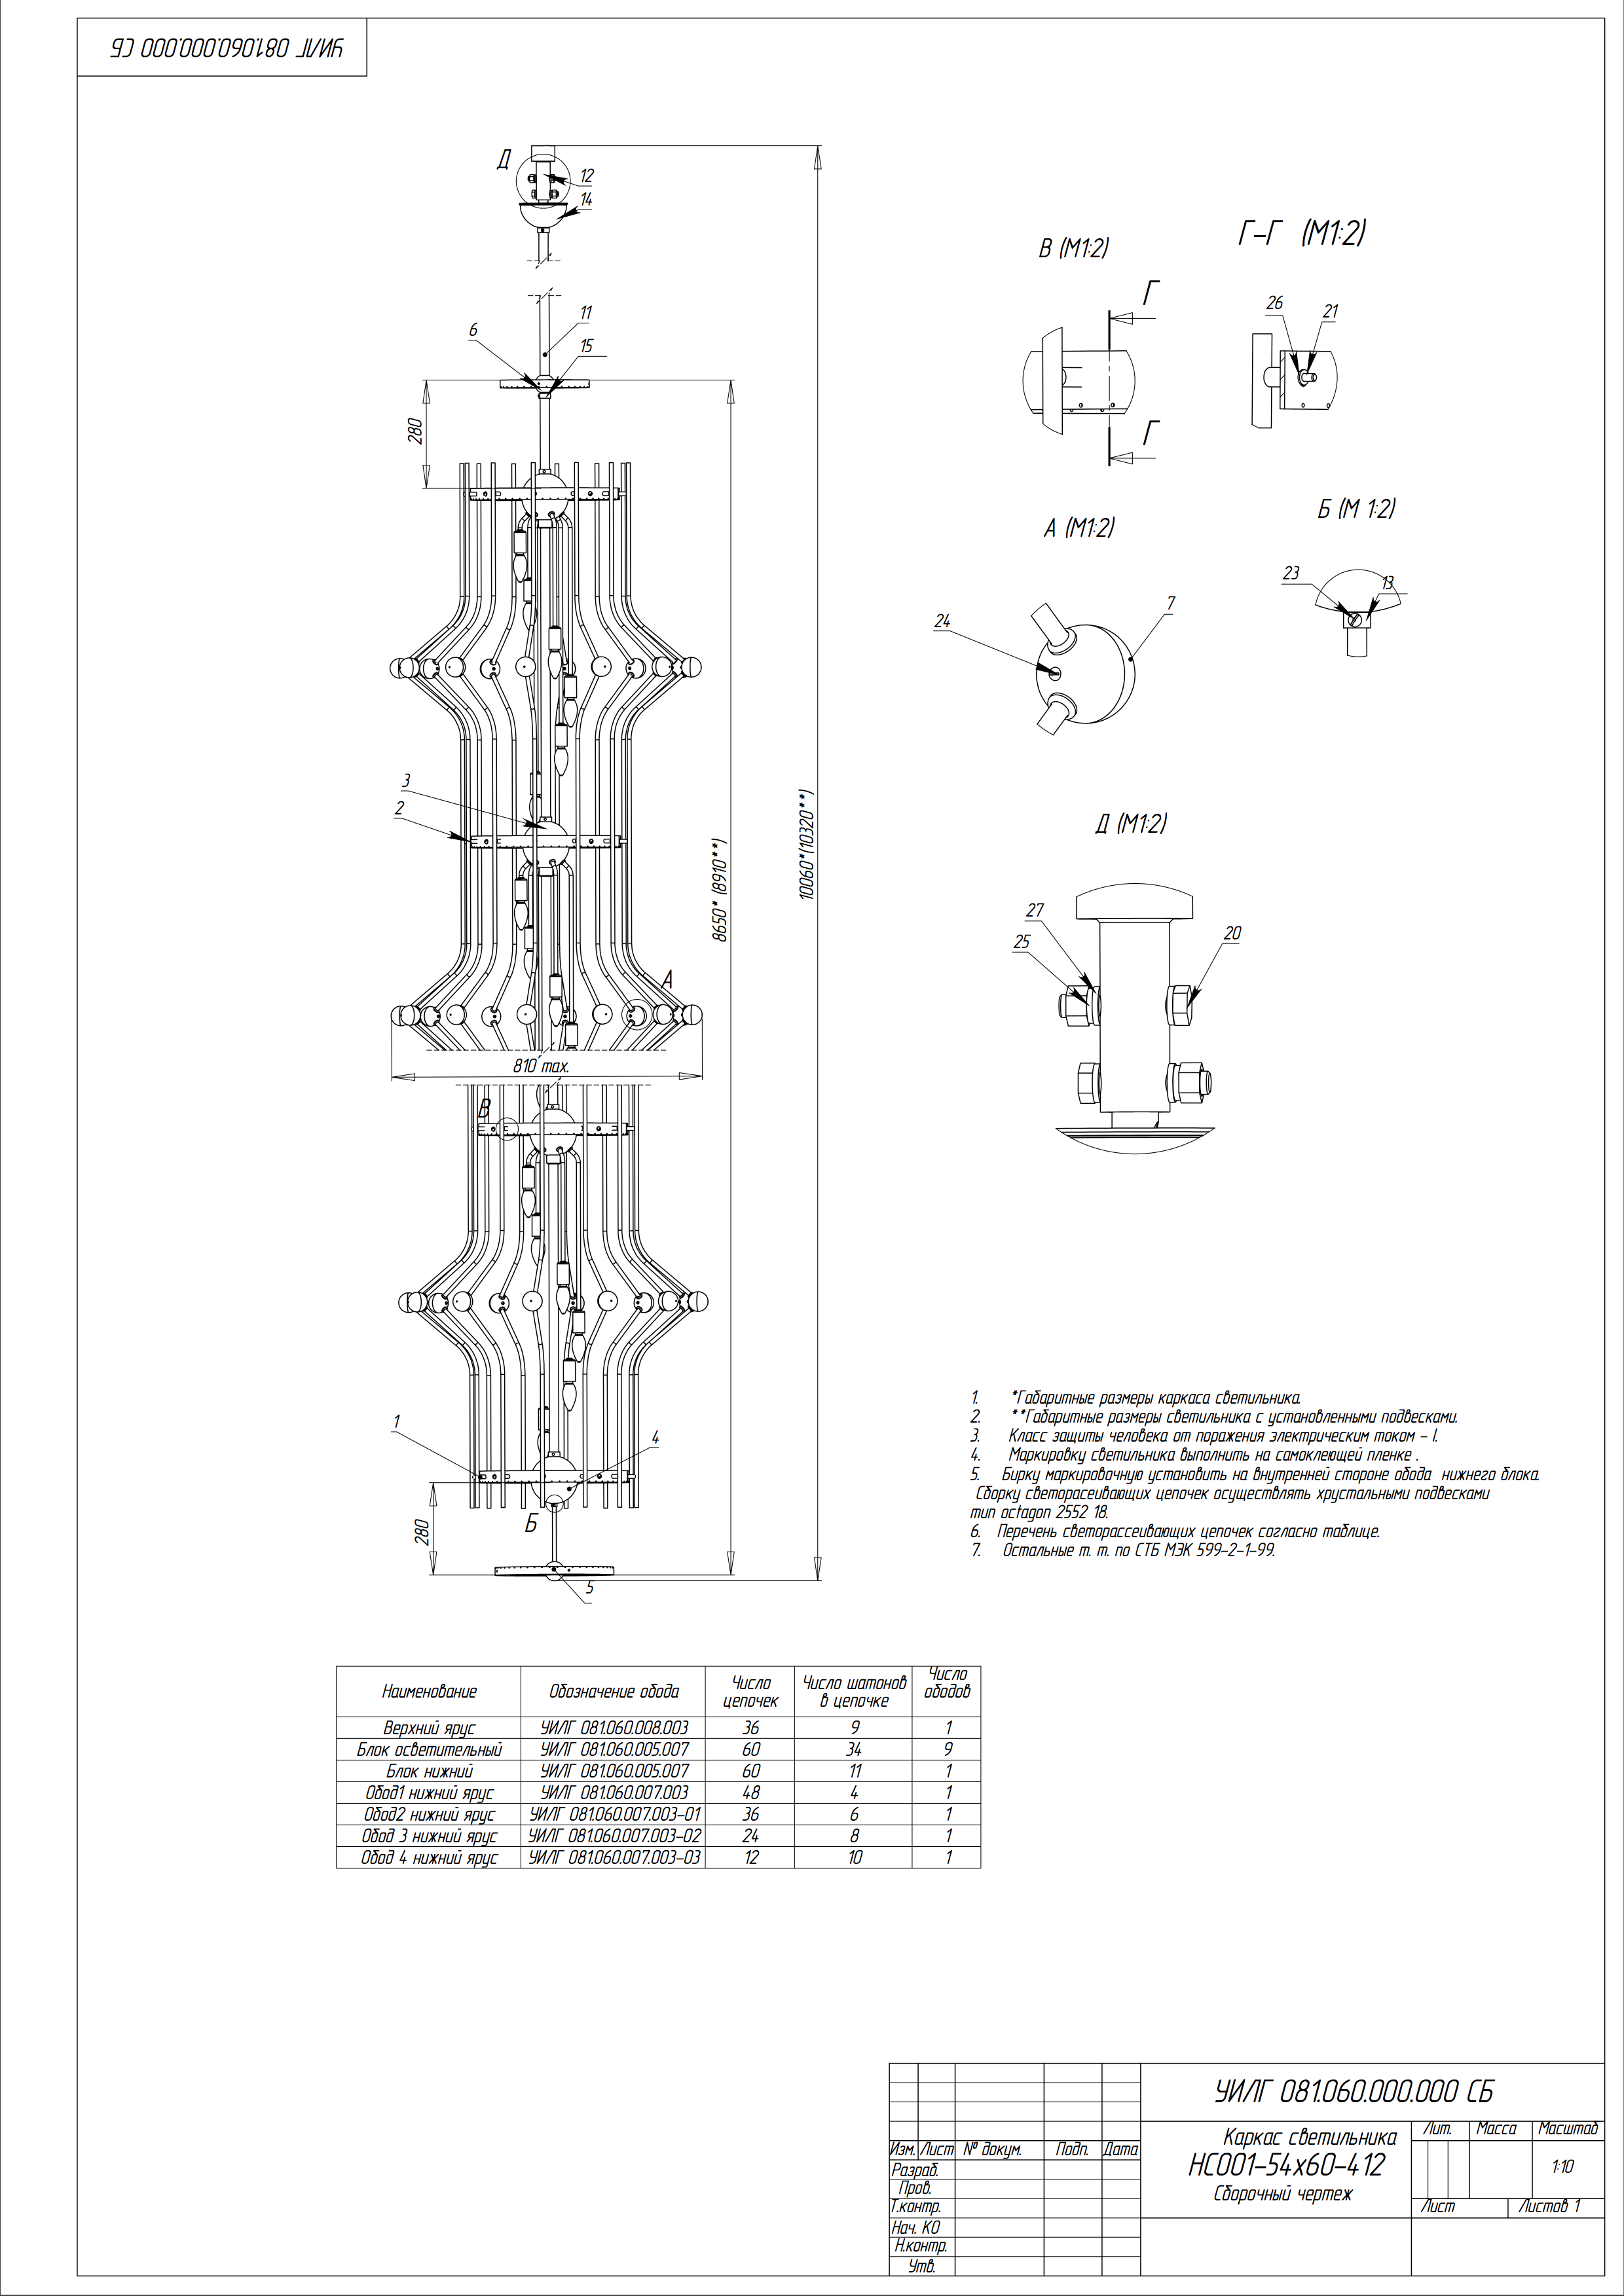 УИЛГ 081.060.000.000 СБ
Д
12
14
11
6
15
280
3
2
8650* (8910**)
10060*(10320**)
А
810 max.
В
1
4
280
Б
5
В (М1:2)
Г
Г
Г-Г (М1:2)
26
21
А (М1:2)
24
7
Б (М 1:2)
23
13
Д (М1:2)
27
25
20
1. *Габаритные размеры каркаса светильника.
2. **Габаритные размеры светильника с установленными подвесками.
3. Класс защиты человека от поражения электрическим током - I.
4. Маркировку светильника выполнить на самоклеющей пленке .
5. Бирку маркировочную установить на внутренней стороне обода нижнего блока.
Сборку светорасеивающих цепочек осуществлять хрустальными подвесками
тип octagon 2552 18.
6. Перечень светорассеивающих цепочек согласно таблице.
7. Остальные т. т. по СТБ МЭК 599-2-1-99.
Наименование Обозначение обода Число цепочек Число шатонов в цепочке Число ободов
Верхний ярус УИЛГ 081.060.008.003 36 9 1
Блок осветительный УИЛГ 081.060.005.007 60 34 9
Блок нижний УИЛГ 081.060.005.007 60 11 1
Обод1 нижний ярус УИЛГ 081.060.007.003 48 4 1
Обод2 нижний ярус УИЛГ 081.060.007.003-01 36 6 1
Обод 3 нижний ярус УИЛГ 081.060.007.003-02 24 8 1
Обод 4 нижний ярус УИЛГ 081.060.007.003-03 12 10 1
УИЛГ 081.060.000.000 СБ
Каркас светильника
НС001-54х60-412
Сборочный чертеж
Лит. Масса Масштаб
1:10
Лист Листов 1
Изм. Лист № докум. Подп. Дата
Разраб.
Пров.
Т.контр.
Нач. КО
Н.контр.
Утв.